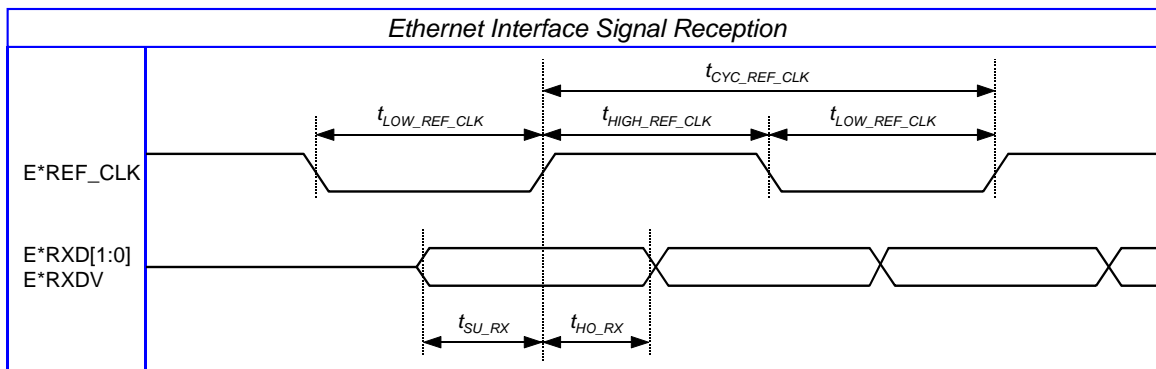 Ethernet Interface Signal Reception
tCYC_REF_CLK
tLOW_REF_CLK tHIGH_REF_CLK tLOW_REF_CLK
E*REF_CLK
E*RXD[1:0]
E*RXDV
tSU_RX tHO_RX